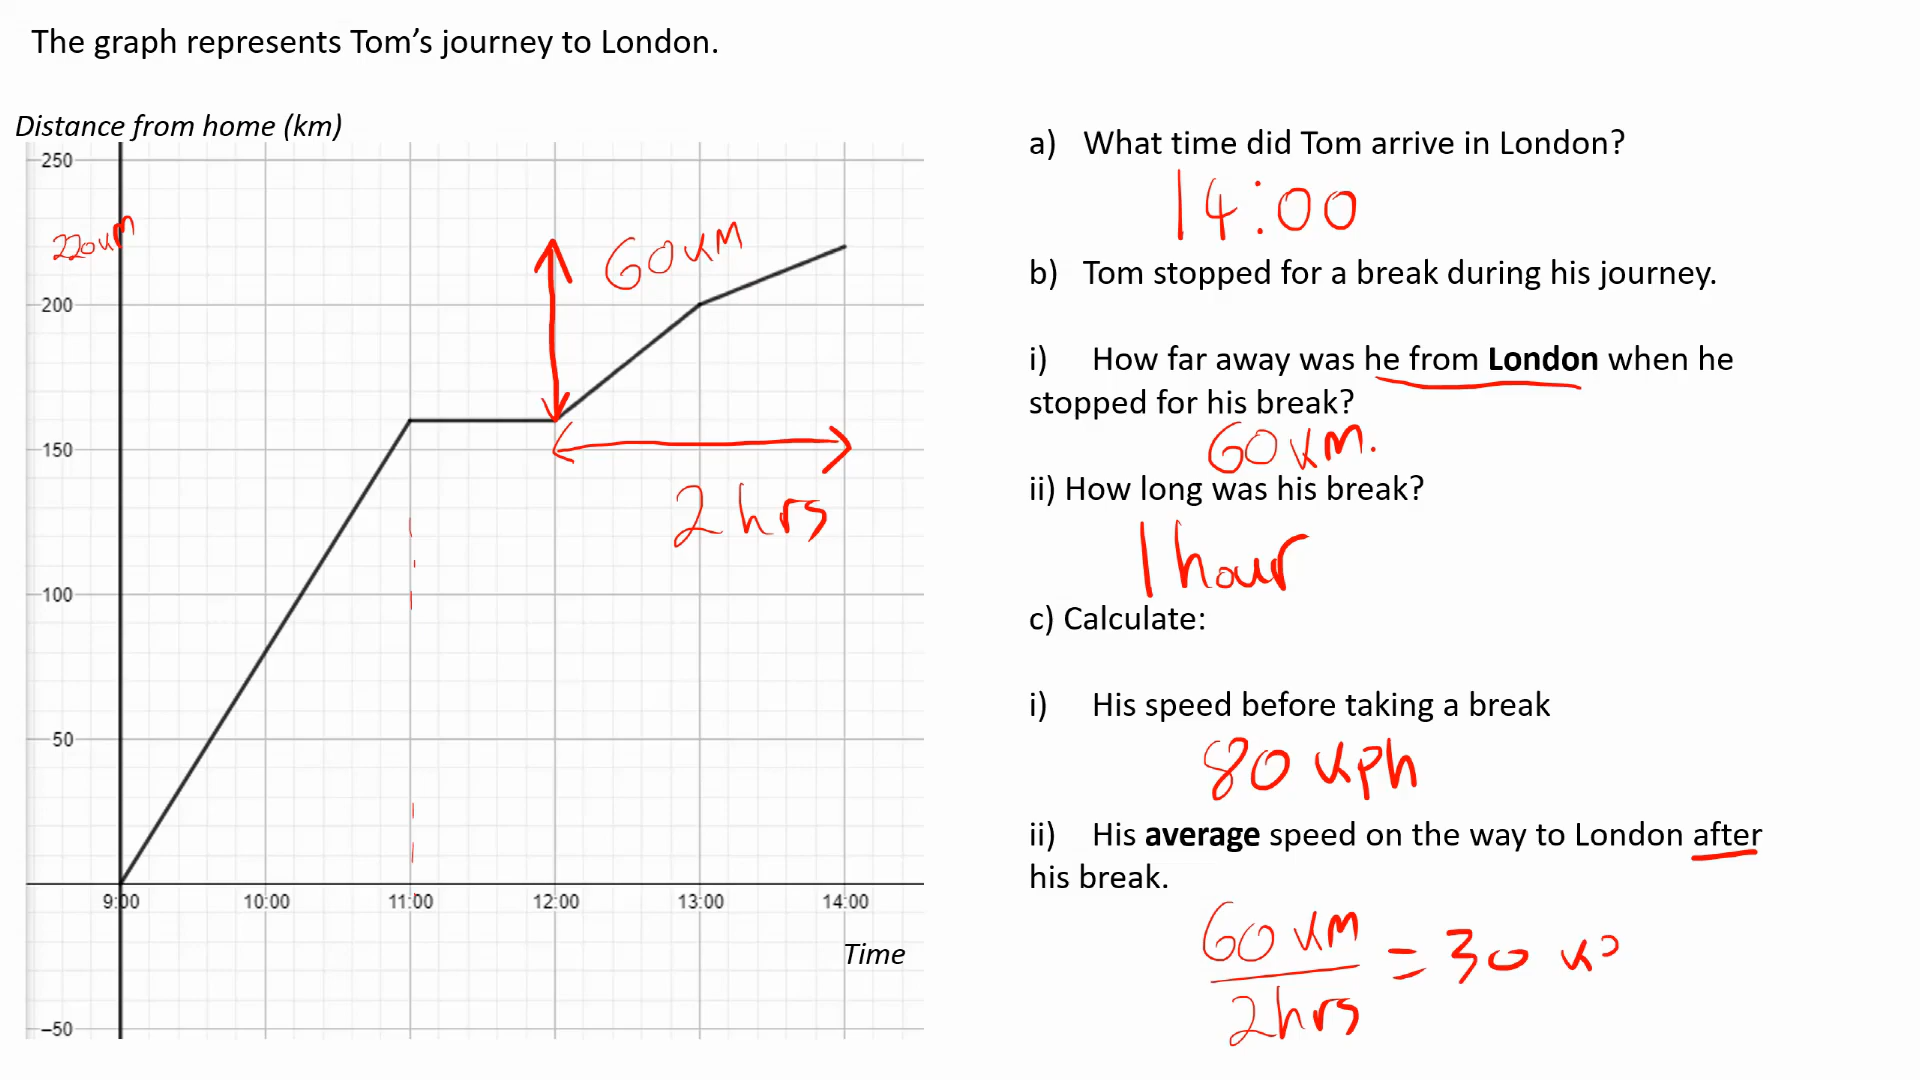 The graph represents Tom’s journey to London.
Distance from home (km)
250
220km
200
150
100
50
−50
9:00 10:00 11:00 12:00 13:00 14:00
Time
60km
2 hrs
a) What time did Tom arrive in London?
14:00
b) Tom stopped for a break during his journey.
i) How far away was he from London when he
stopped for his break?
60km.
ii) How long was his break?
1 hour
c) Calculate:
i) His speed before taking a break
80 kph
ii) His average speed on the way to London after
his break.
60 km
= 30
2hrs